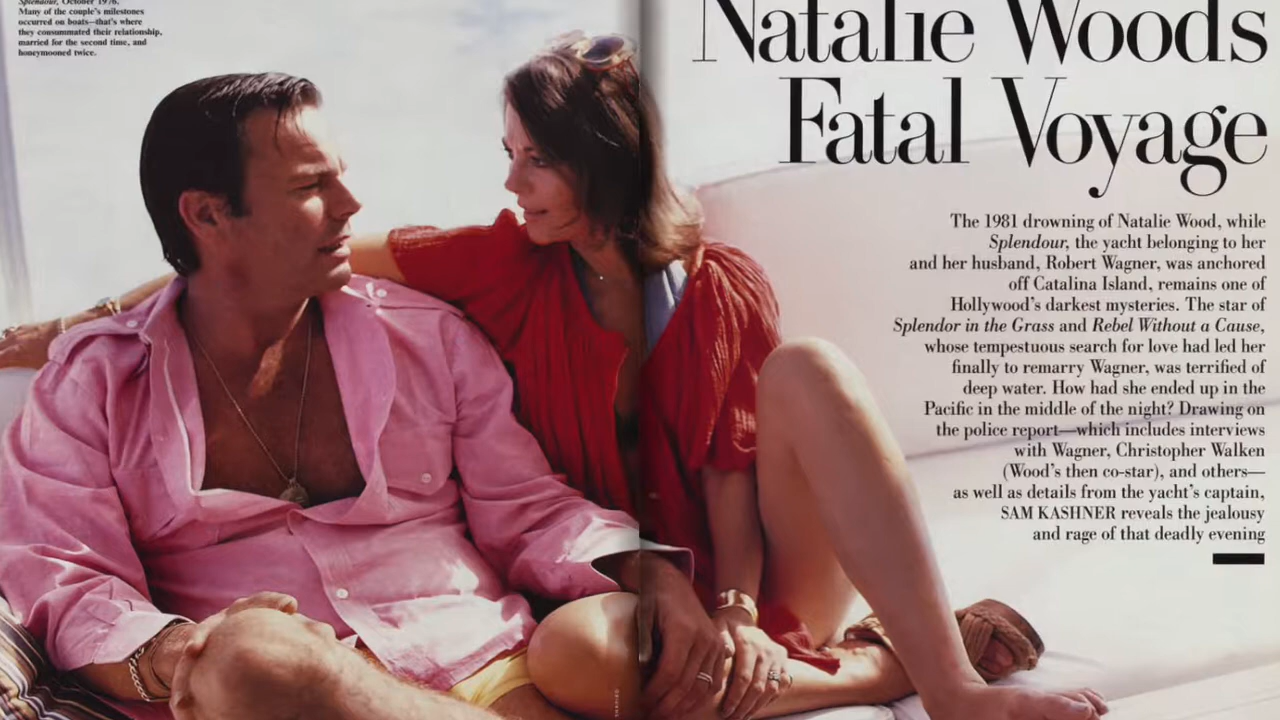 Splendour, October 1976.
Many of the couple's milestones
occurred on boats—that's where
they consummated their relationship,
married for the second time, and
honeymooned twice.
Natalie Woods
Fatal Voyage
The 1981 drowning of Natalie Wood, while
Splendour, the yacht belonging to her
and her husband, Robert Wagner, was anchored
off Catalina Island, remains one of
Hollywood's darkest mysteries. The star of
Splendor in the Grass and Rebel Without a Cause,
whose tempestuous search for love had led her
finally to remarry Wagner, was terrified of
deep water. How had she ended up in the
Pacific in the middle of the night? Drawing on
the police report—which includes interviews
with Wagner, Christopher Walken
(Wood's then co-star), and others—
as well as details from the yacht's captain,
SAM KASHNER reveals the jealousy
and rage of that deadly evening